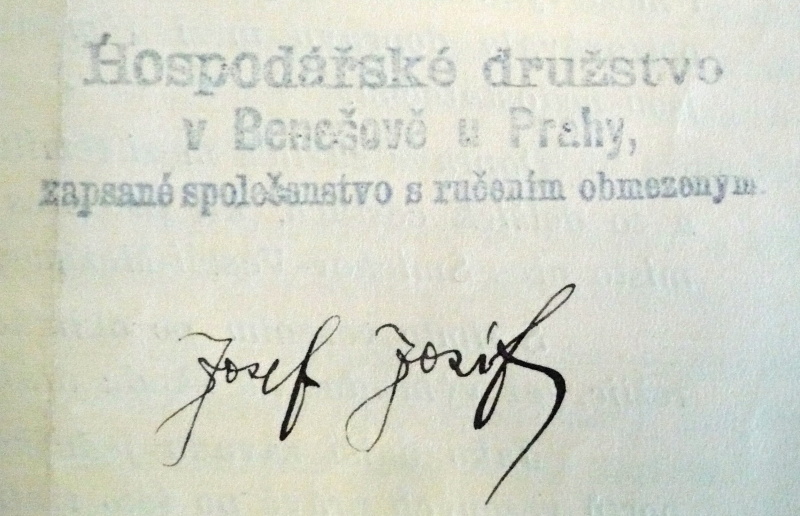 Hospodářské družstvo
v Benešově u Prahy,
zapsané společenstvo s ručením obmezeným.
Josef Josíf